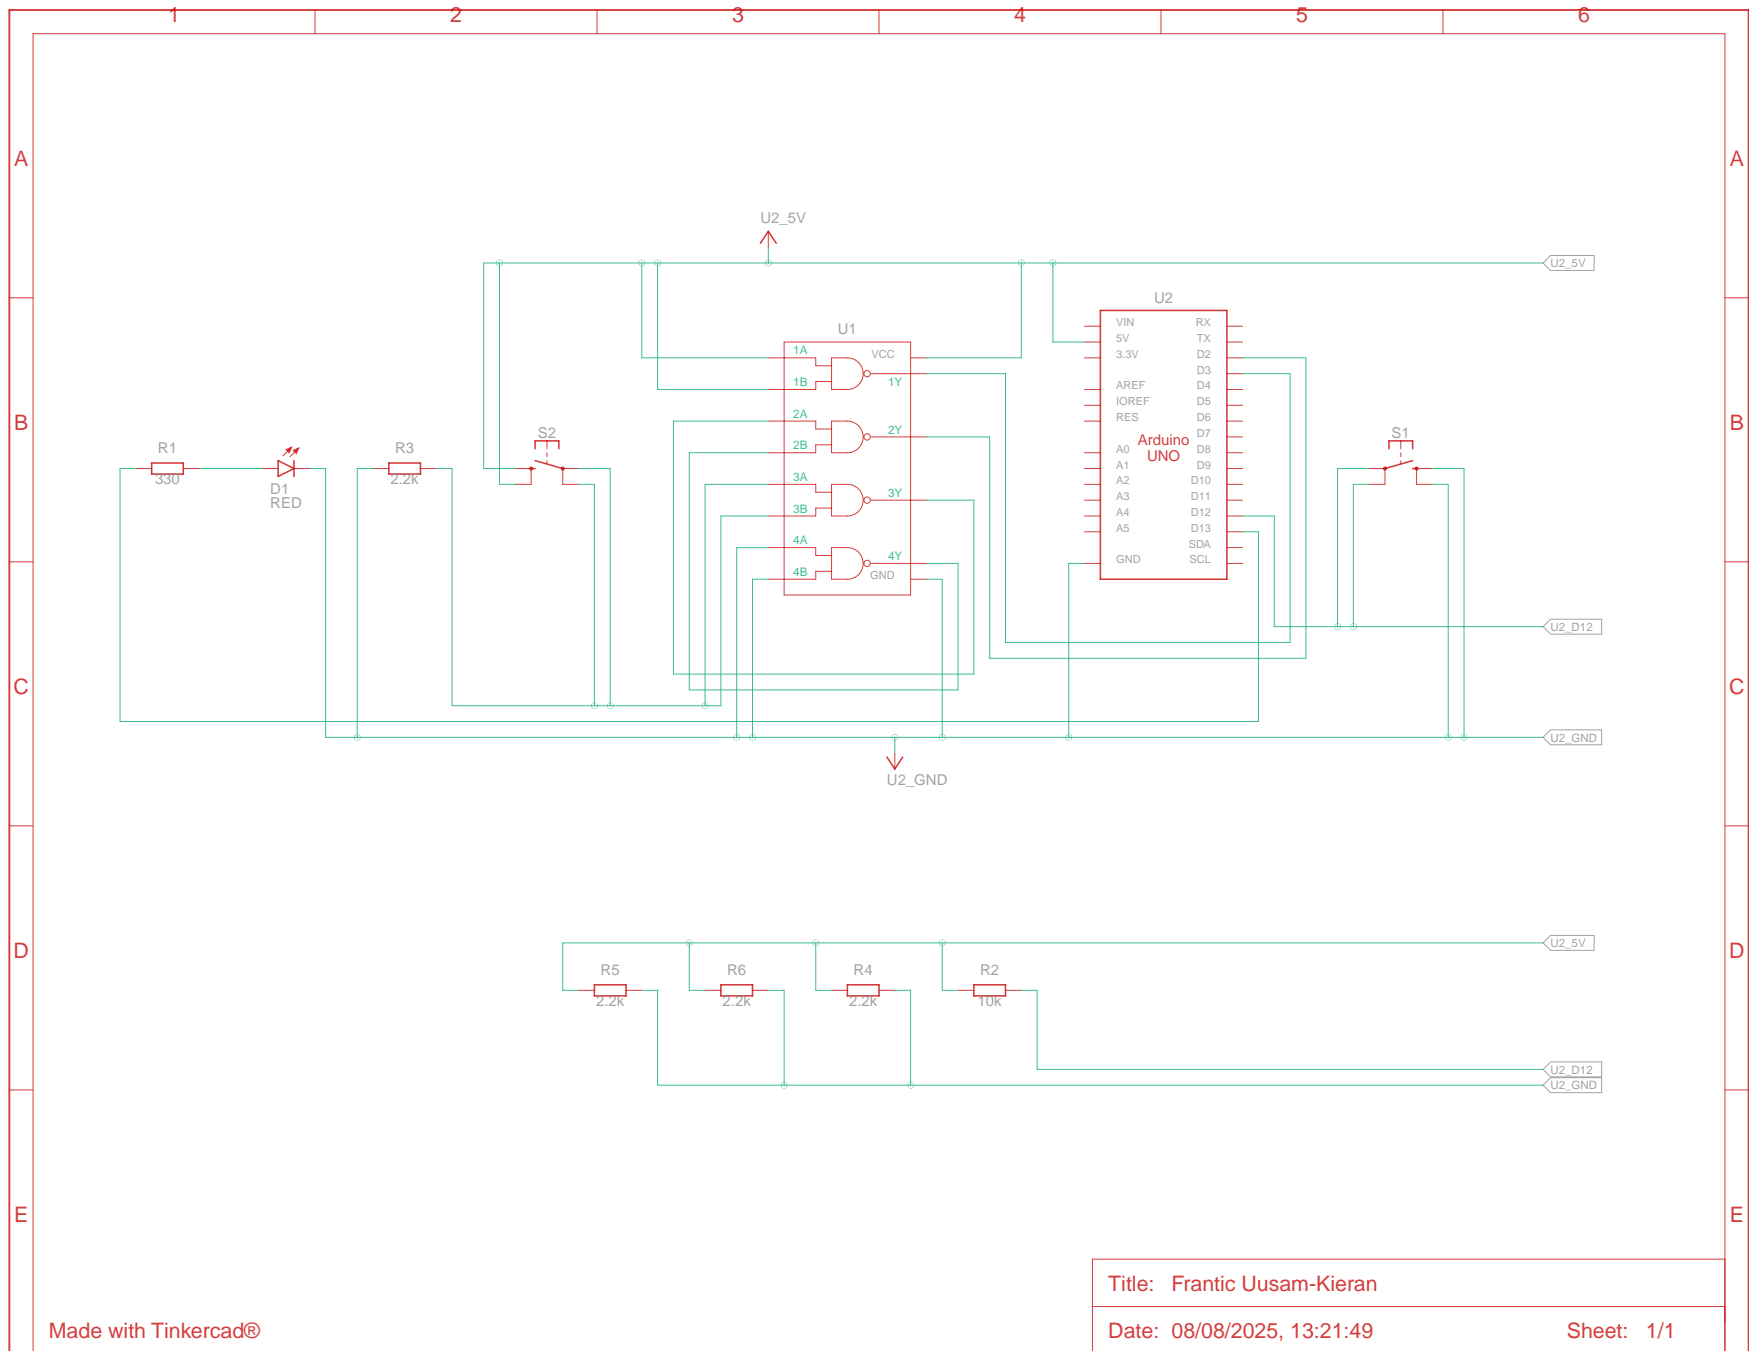 1 2 3 4 5 6
A A
U2_5V
U2_5V
B B
U1
1A VCC
1B 1Y
2A
2B 2Y
3A
3B 3Y
4A
4B 4Y
GND
U2
VIN RX
5V TX
3.3V D2
D3
AREF D4
IOREF D5
RES D6
D7
Arduino
UNO
A0 D8
A1 D9
A2 D10
A3 D11
A4 D12
A5 D13
SDA
GND SCL
R1
330
D1
RED
R3
2.2k
S2
S1
U2_D12
C C
U2_GND
U2_GND
D D
U2_5V
R5 R6 R4 R2
2.2k 2.2k 2.2k 10k
U2_D12
U2_GND
E E
Title: Frantic Uusam-Kieran
Made with Tinkercad®
Date: 08/08/2025, 13:21:49 Sheet: 1/1